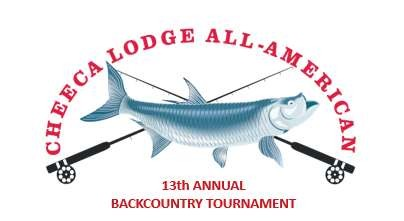 CHEECA LODGE ALL-AMERICAN
13th ANNUAL
BACKCOUNTRY TOURNAMENT